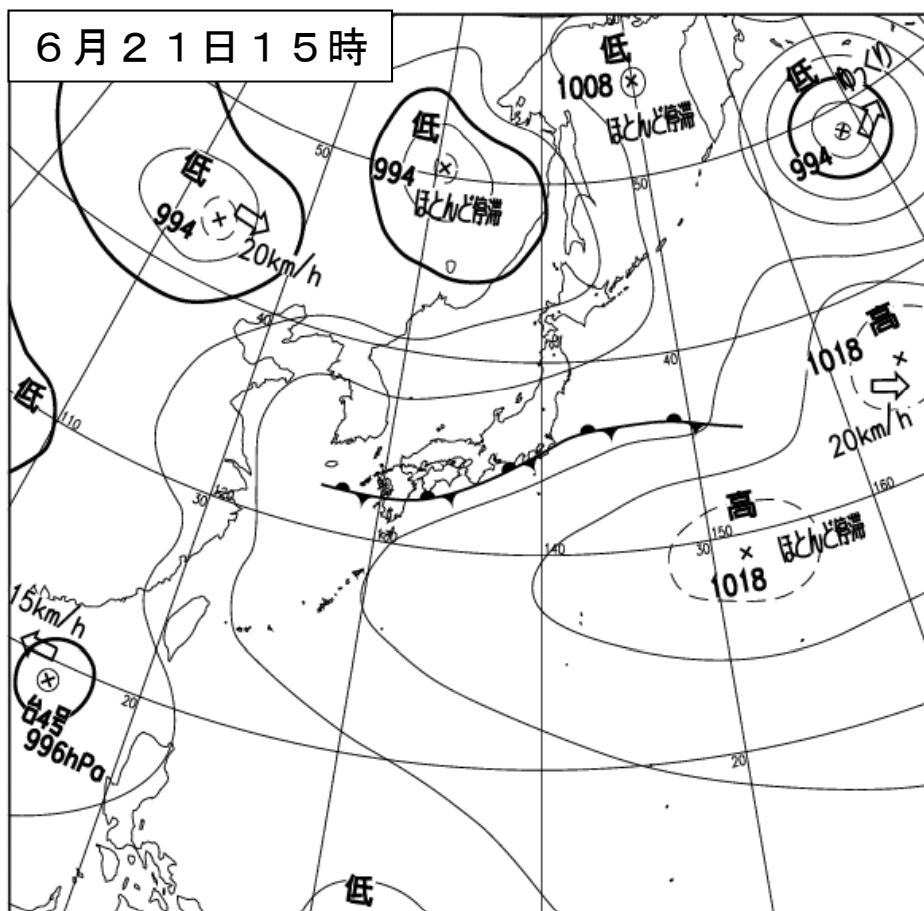 ６月２１日１５時
低
1008
ほとんど停滞
低
ゆっくり
994
低
994
ほとんど停滞
低
994
20km/h
50
50
40
40
高
1018
20km/h
低
110
30
120
130
140
30
150
160
高
ほとんど停滞
1018
15km/h
台4号
996hPa
20
20
低